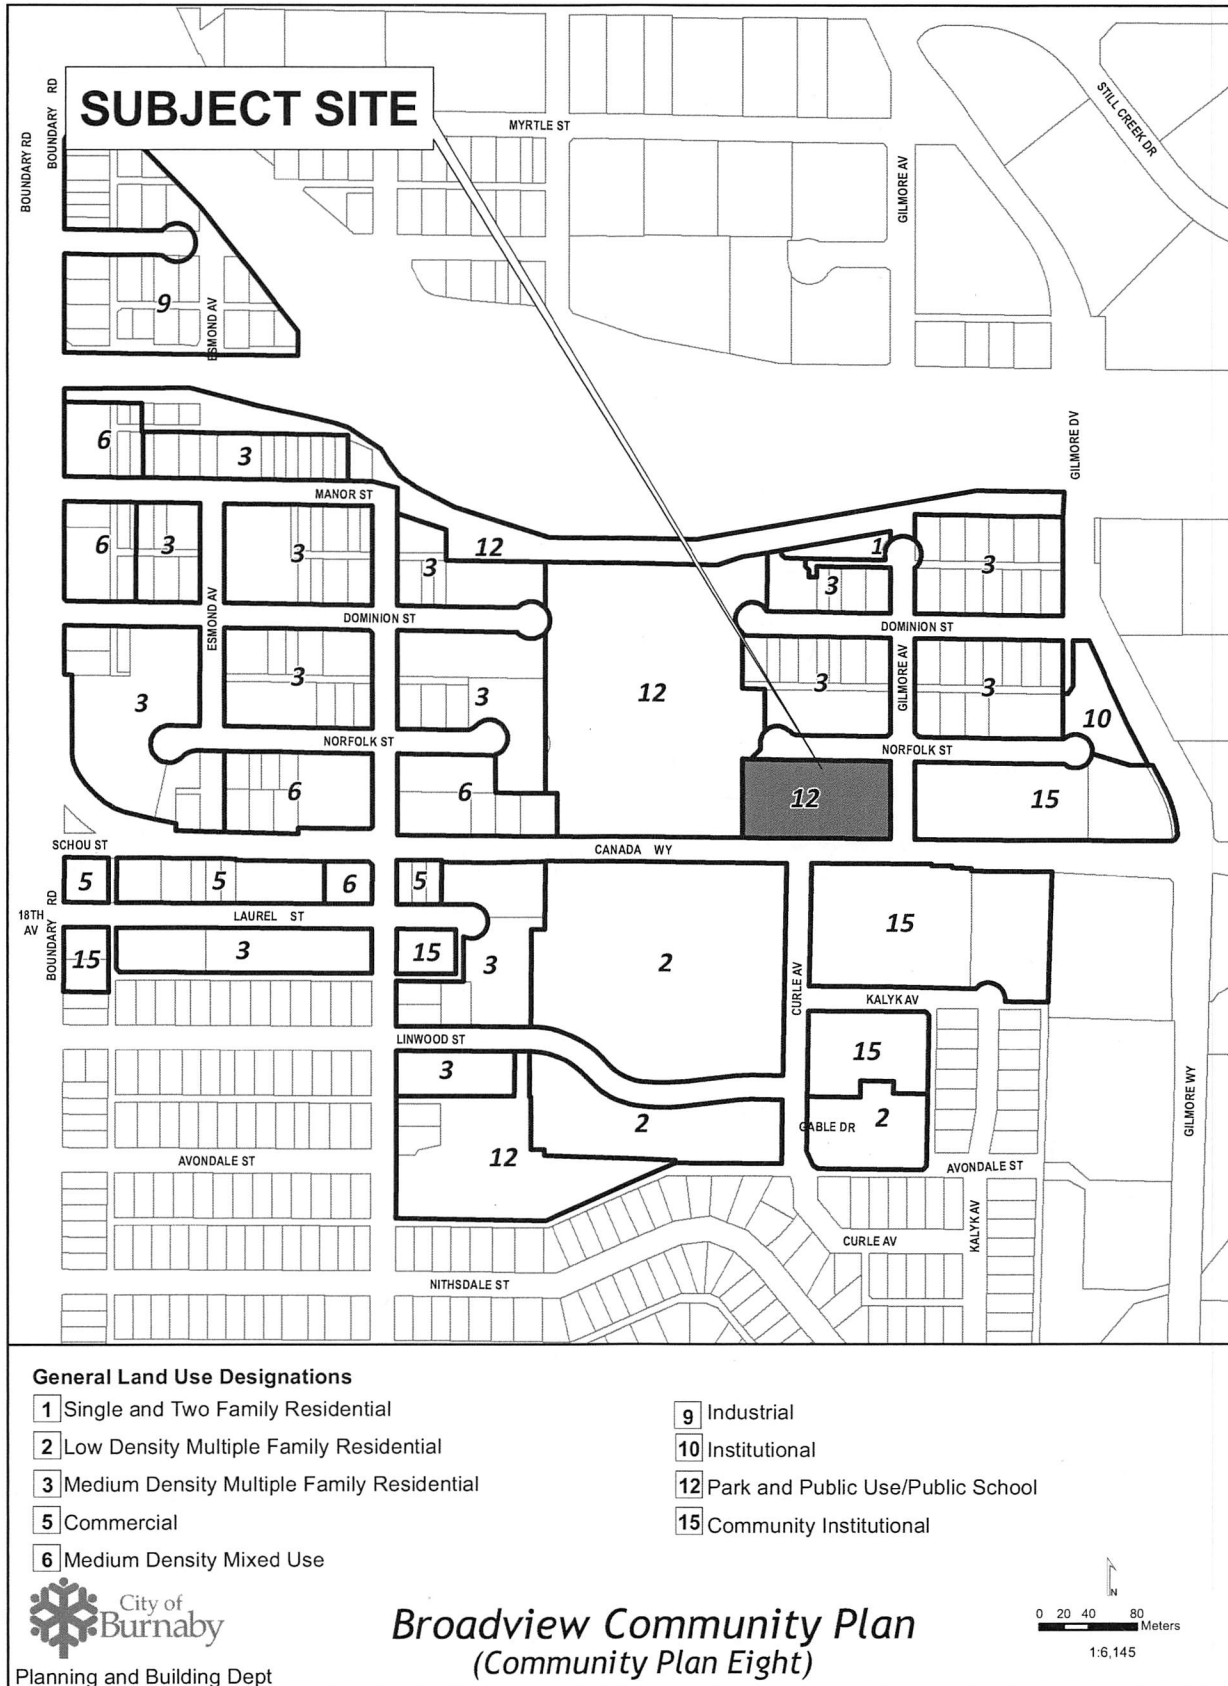 SUBJECT SITE
BOUNDARY RD
BOUNDARY RD
MYRTLE ST
STILL CREEK DR
GILMORE AV
9
ESMOND AV
GILMORE DV
6
3
MANOR ST
6
3
3
3
12
1
3
3
ESMOND AV
DOMINION ST
DOMINION ST
3
3
3
12
3
GILMORE AV
3
10
NORFOLK ST
NORFOLK ST
6
6
12
15
SCHOU ST
CANADA WY
5
5
6
5
BOUNDARY RD
18TH
AV
LAUREL ST
15
3
15
3
2
CURLE AV
15
KALYK AV
LINWOOD ST
3
15
2
GABLE DR
2
GILMORE WY
AVONDALE ST
12
AVONDALE ST
KALYK AV
CURLE AV
NITHSDALE ST
General Land Use Designations
1 Single and Two Family Residential
2 Low Density Multiple Family Residential
3 Medium Density Multiple Family Residential
5 Commercial
6 Medium Density Mixed Use
9 Industrial
10 Institutional
12 Park and Public Use/Public School
15 Community Institutional
City of
Burnaby
Planning and Building Dept
Broadview Community Plan
(Community Plan Eight)
N
0 20 40 80
Meters
1:6,145